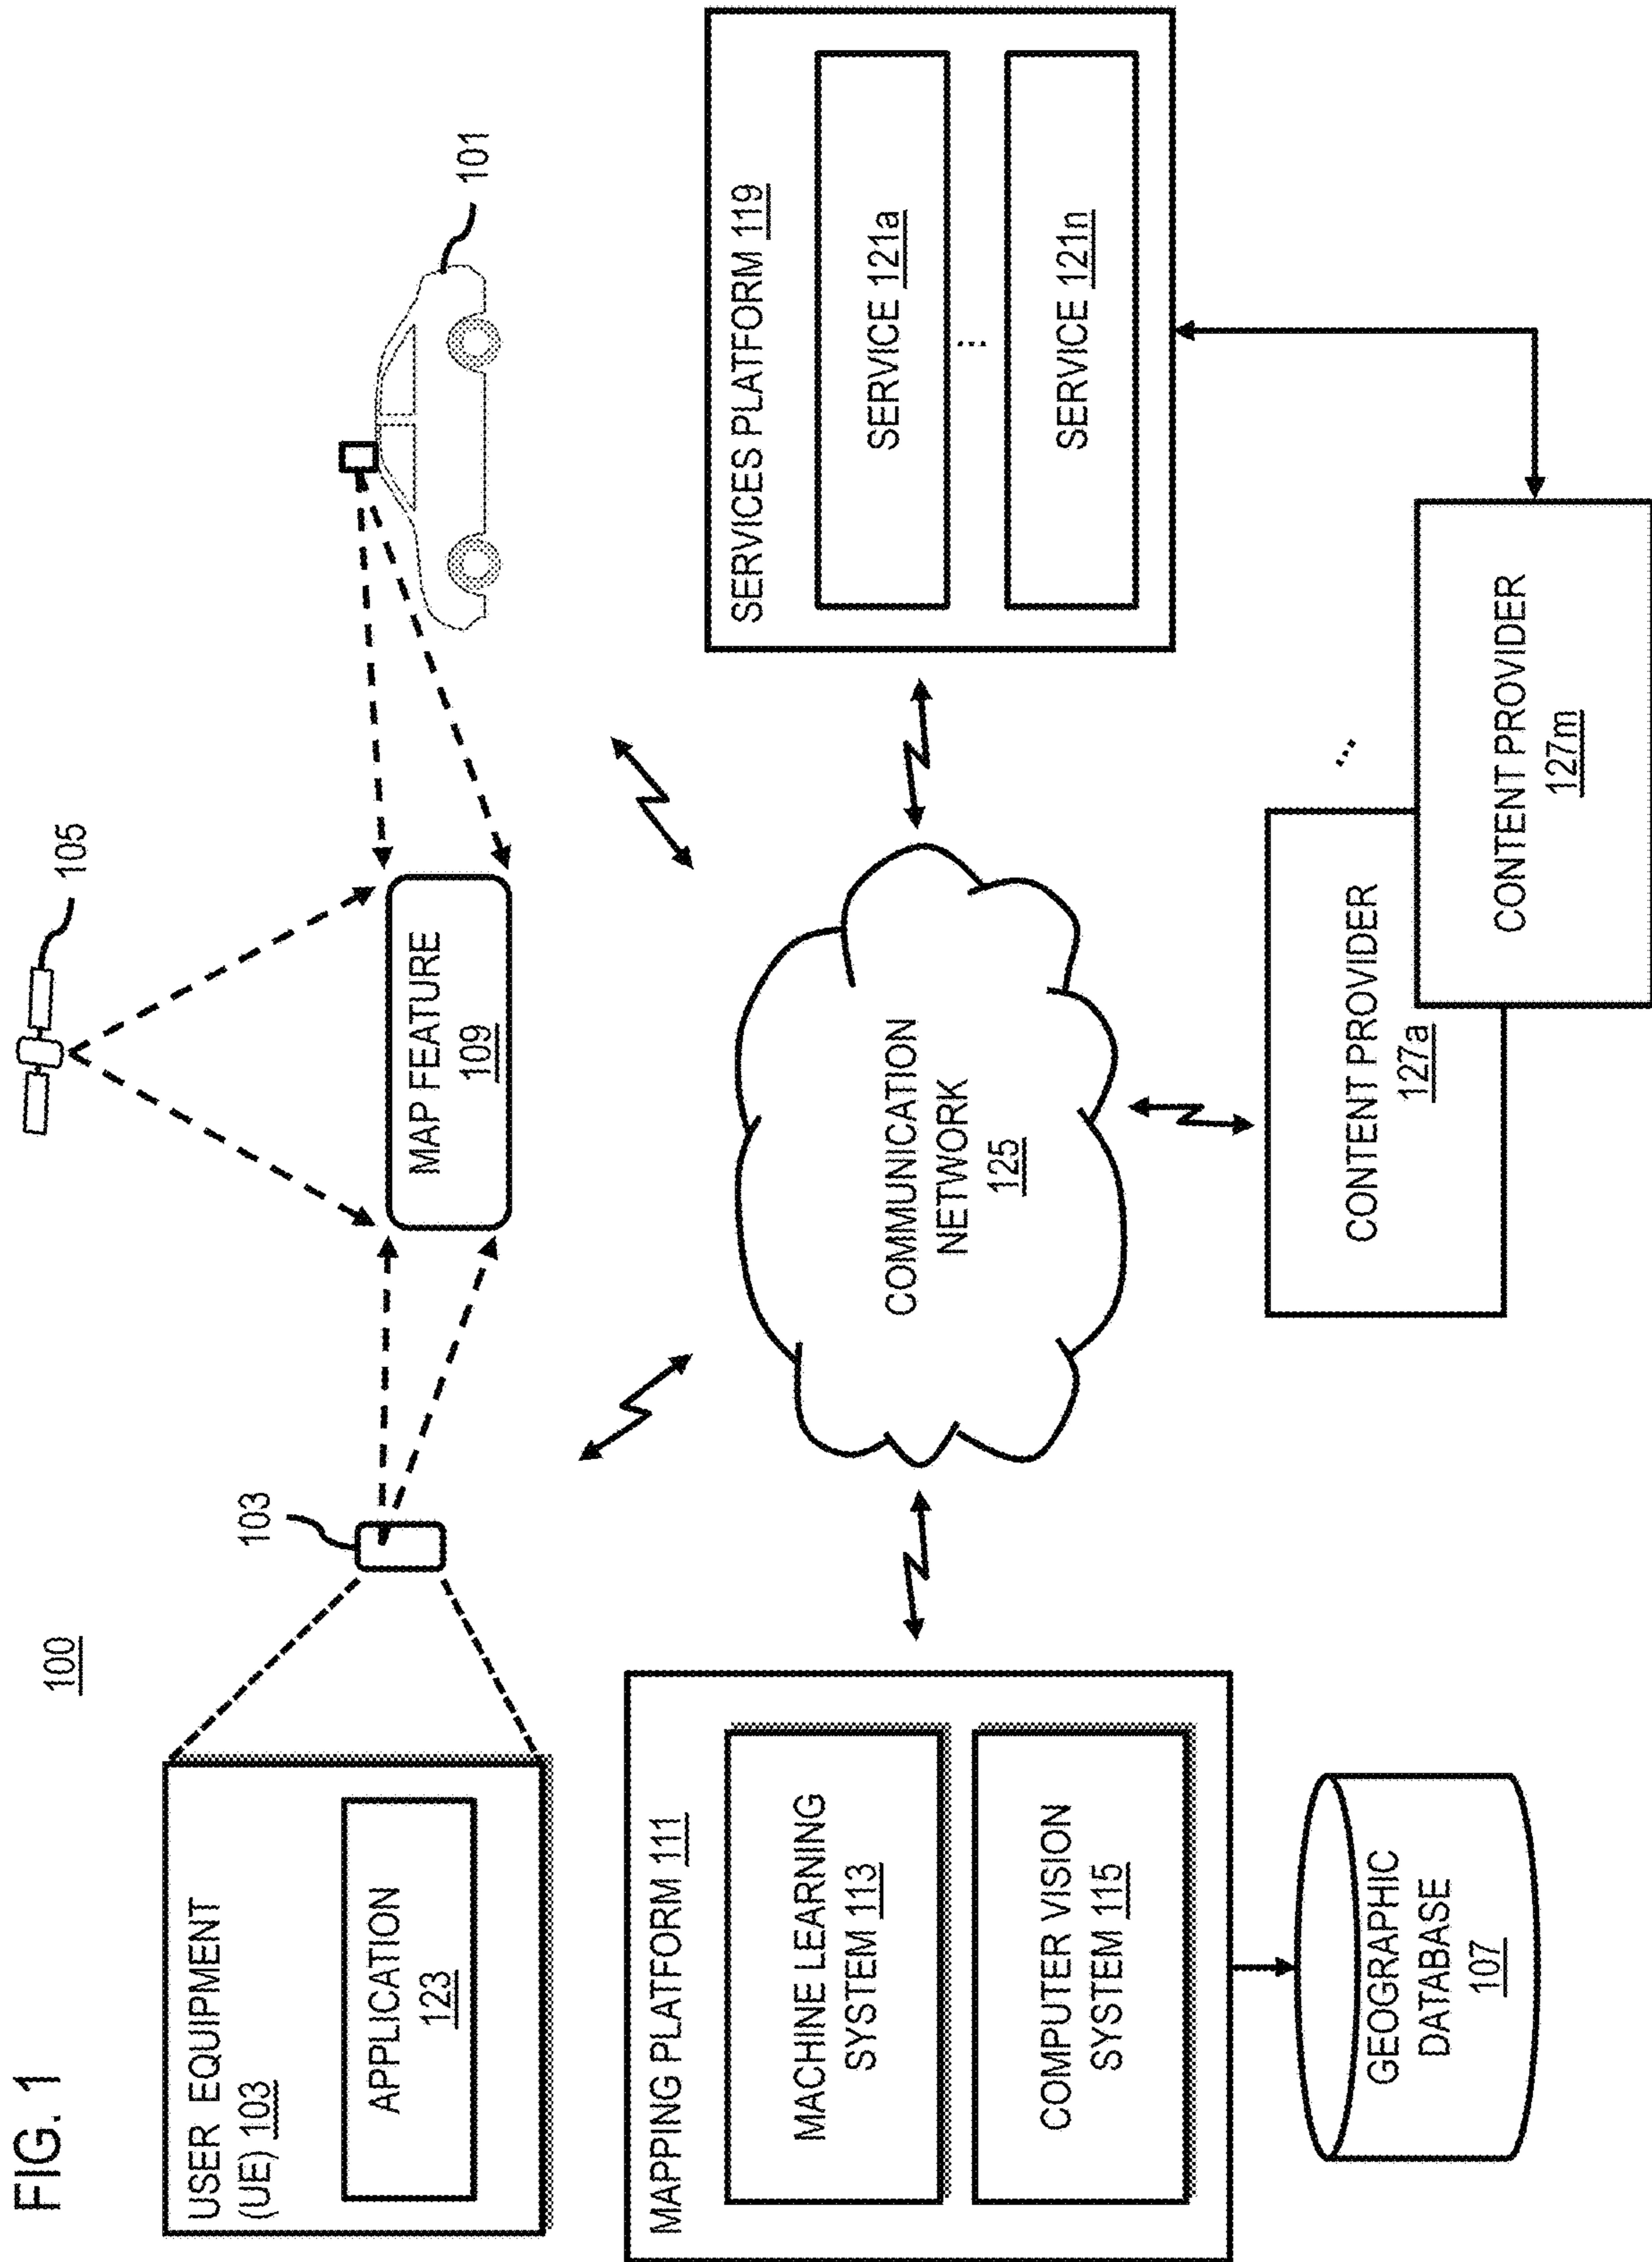 FIG. 1
100
105
USER EQUIPMENT
(UE) 103
APPLICATION
123
103
MAP FEATURE
109
101
MAPPING PLATFORM 111
MACHINE LEARNING
SYSTEM 113
COMPUTER VISION
SYSTEM 115
GEOGRAPHIC
DATABASE
107
COMMUNICATION
NETWORK
125
SERVICES PLATFORM 119
SERVICE 121a
...
SERVICE 121n
CONTENT PROVIDER
127a
...
CONTENT PROVIDER
127m